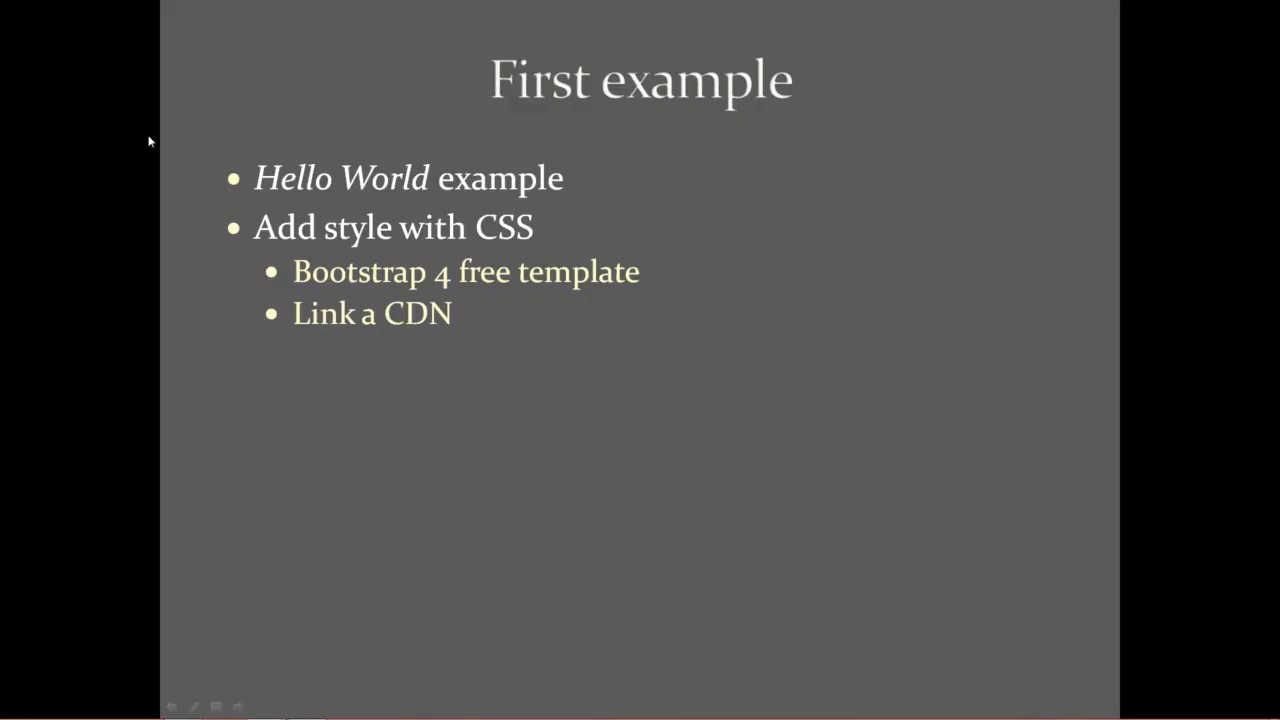 First example
Hello World example
Add style with CSS
Bootstrap 4 free template
Link a CDN